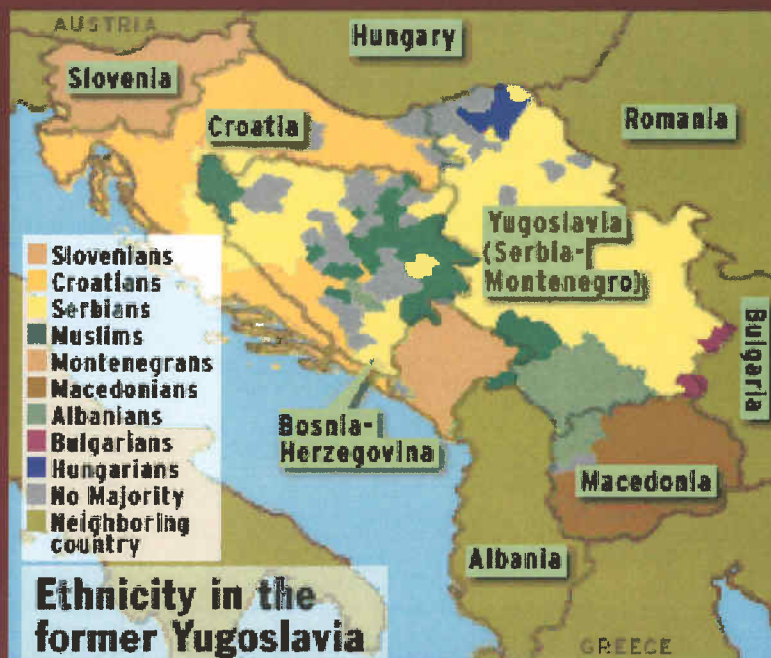 AUSTRIA
Hungary
Slovenia
Croatia
Romania
Yugoslavia
(Serbia-
Montenegro)
Slovenians
Croatians
Serbians
Muslims
Montenegrans
Macedonians
Albanians
Bulgarians
Hungarians
No Majority
Neighboring
country
Bulgaria
Bosnia-
Herzegovina
Macedonia
Albania
GREECE
Ethnicity in the
former Yugoslavia